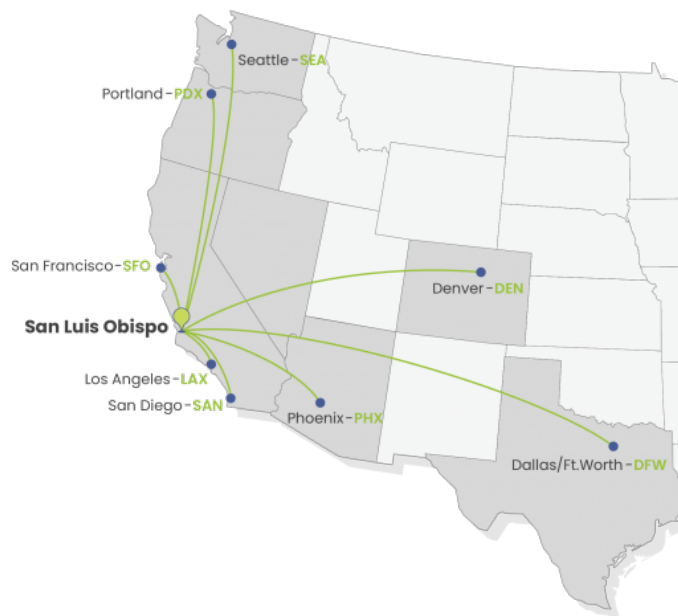 Seattle - SEA
Portland - PDX
San Francisco - SFO
Denver - DEN
San Luis Obispo
Los Angeles - LAX
San Diego - SAN
Phoenix - PHX
Dallas/Ft.Worth - DFW